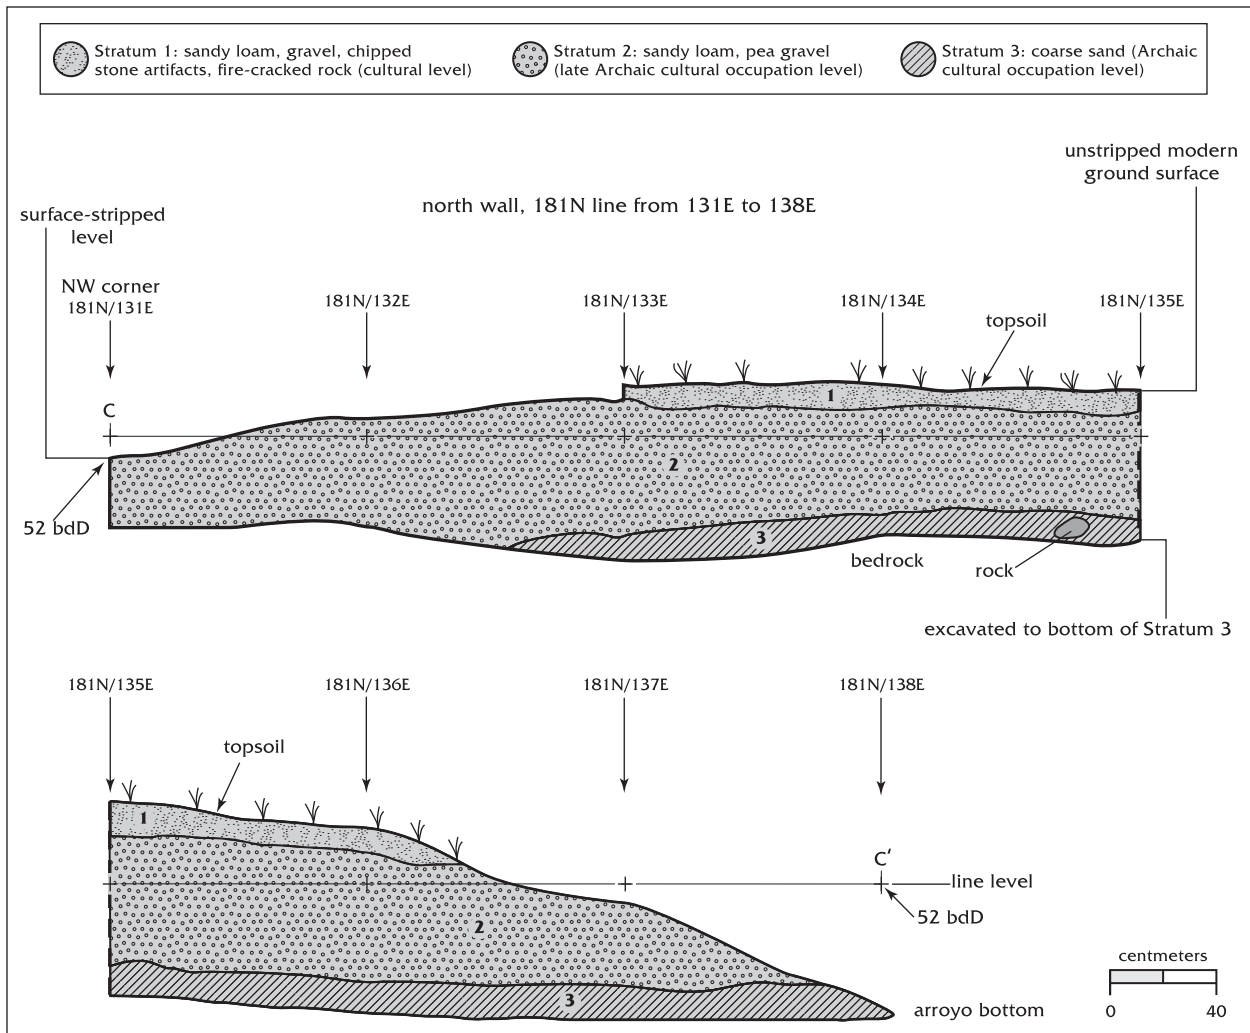 Stratum 1: sandy loam, gravel, chipped
stone artifacts, fire-cracked rock (cultural level)
Stratum 2: sandy loam, pea gravel
(late Archaic cultural occupation level)
Stratum 3: coarse sand (Archaic
cultural occupation level)
unstripped modern
ground surface
north wall, 181N line from 131E to 138E
surface-stripped
level
NW corner
181N/131E
181N/132E
181N/133E
181N/134E
181N/135E
topsoil
1
C
2
52 bdD
3
bedrock
rock
excavated to bottom of Stratum 3
181N/135E
181N/136E
181N/137E
181N/138E
topsoil
1
C'
line level
52 bdD
2
centmeters
3
arroyo bottom
0
40